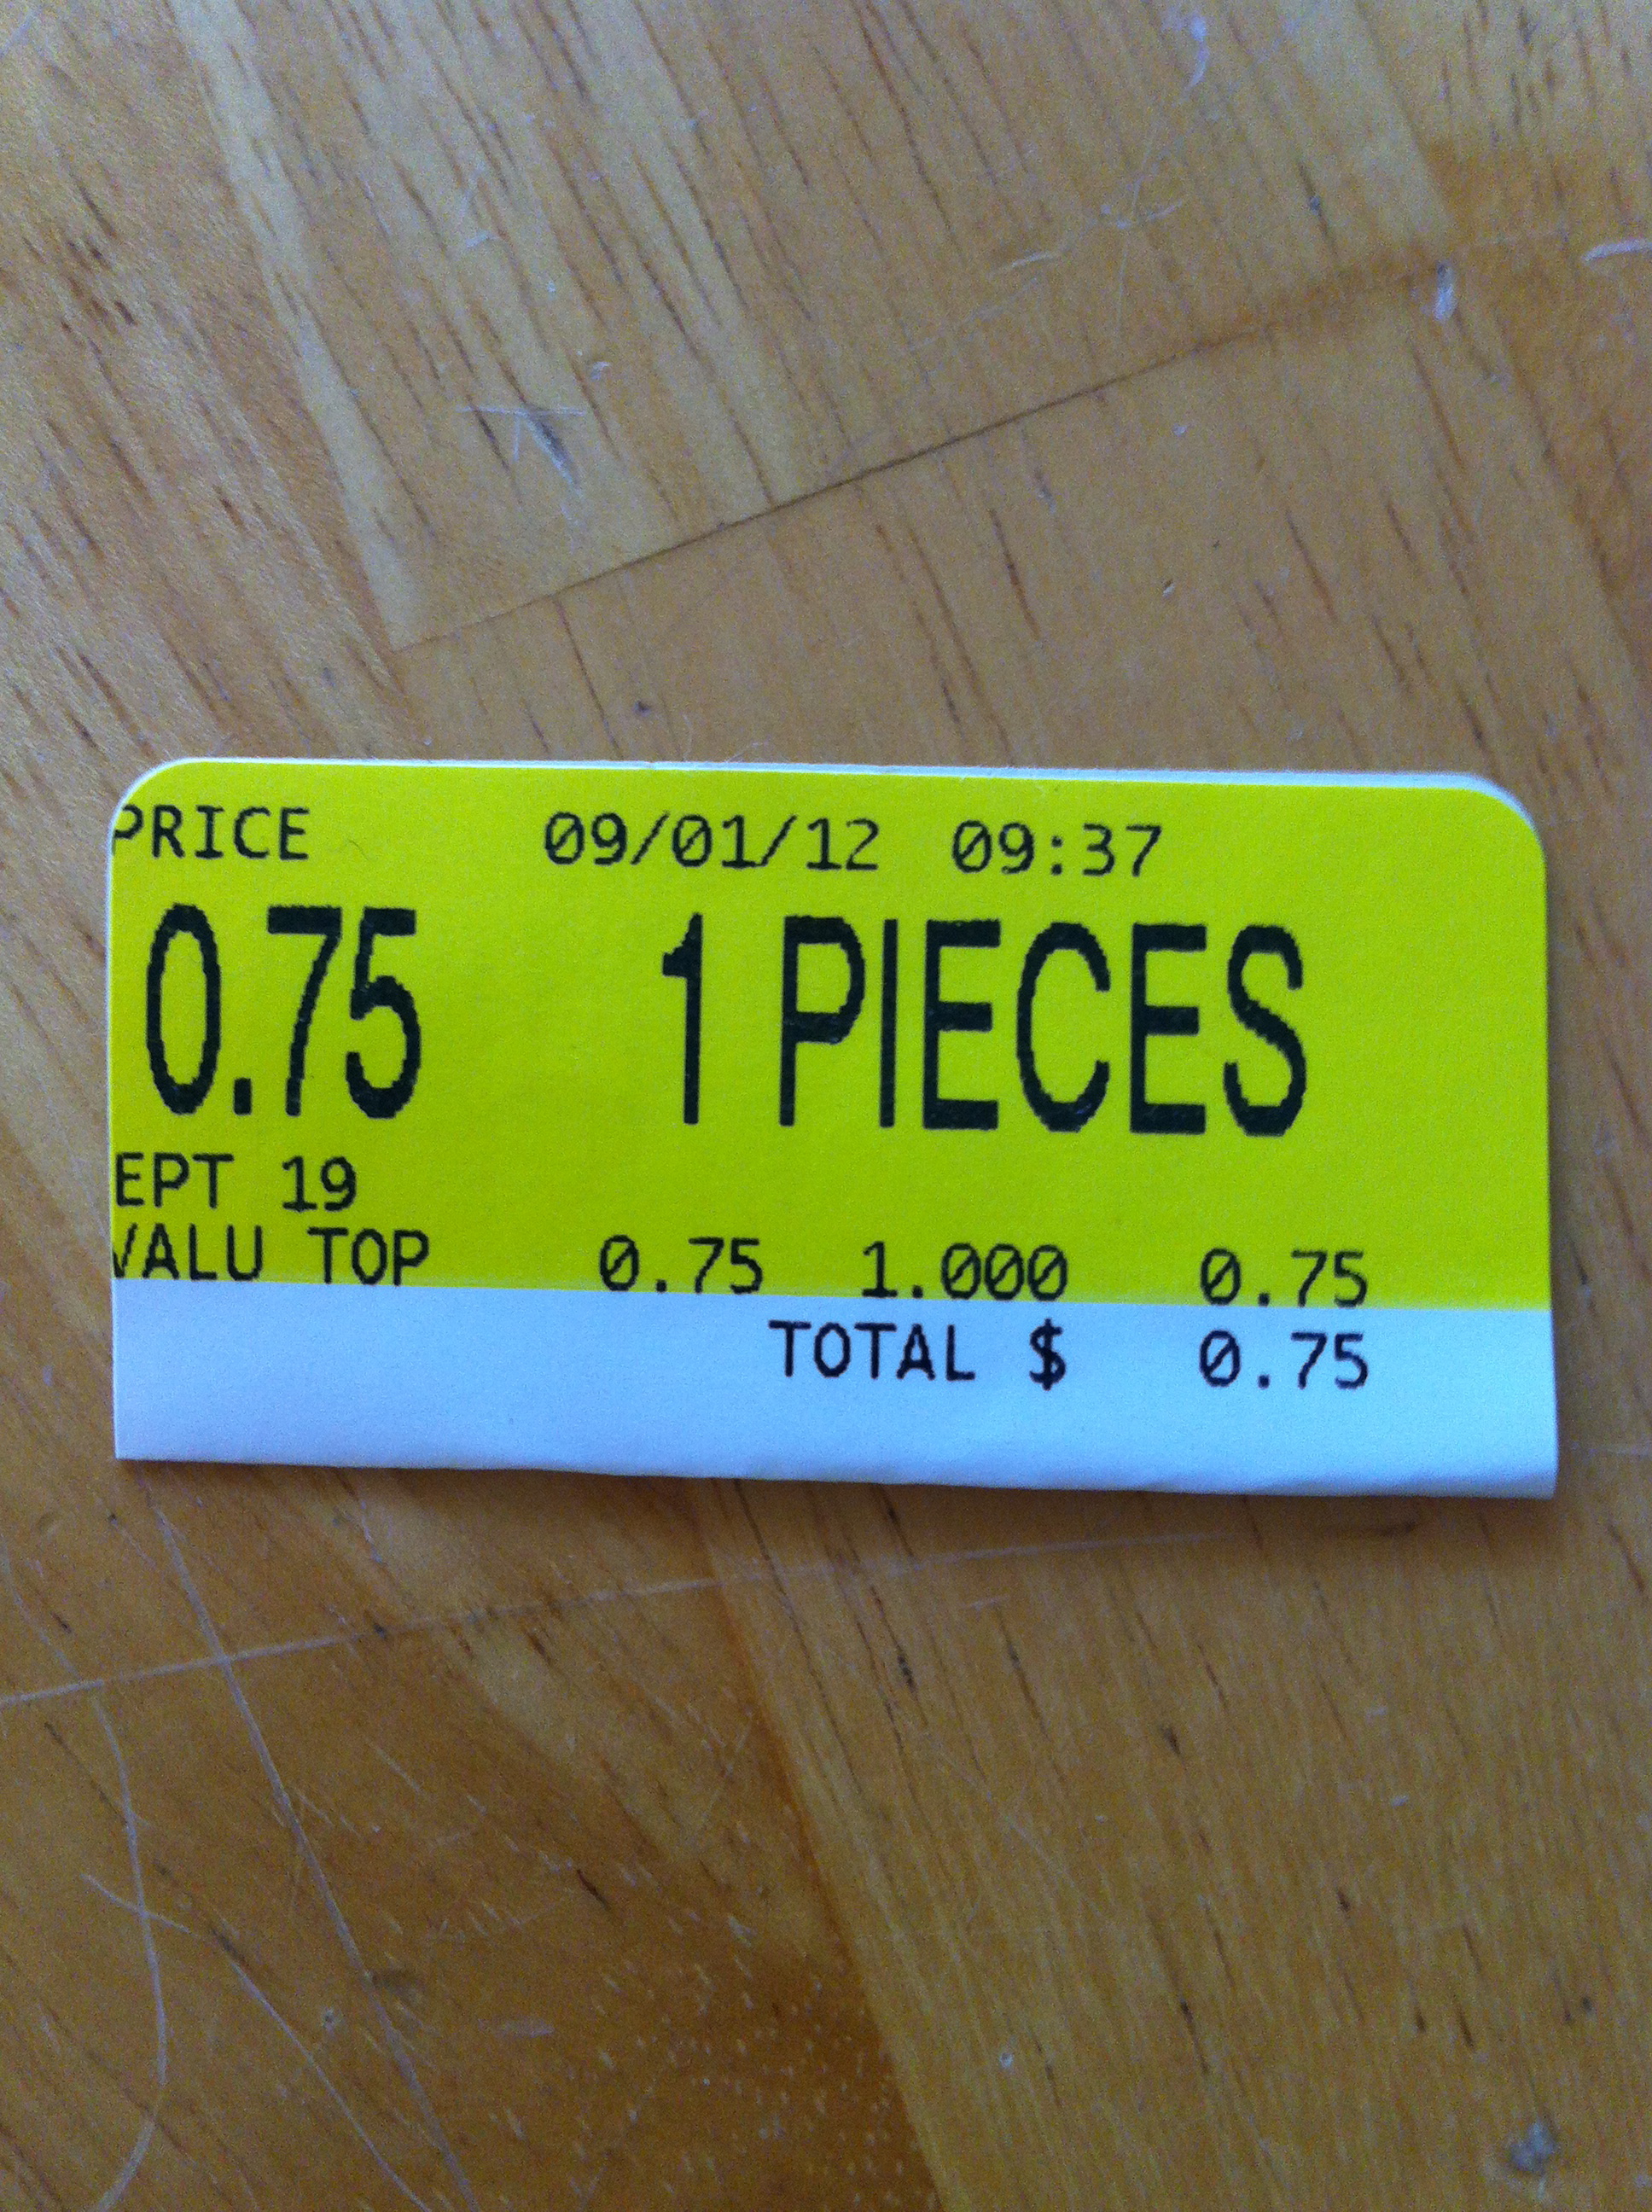 PRICE 09/01/12 09:37
0.75 1 PIECES
EPT 19
VALU TOP 0.75 1.000 0.75
TOTAL $ 0.75